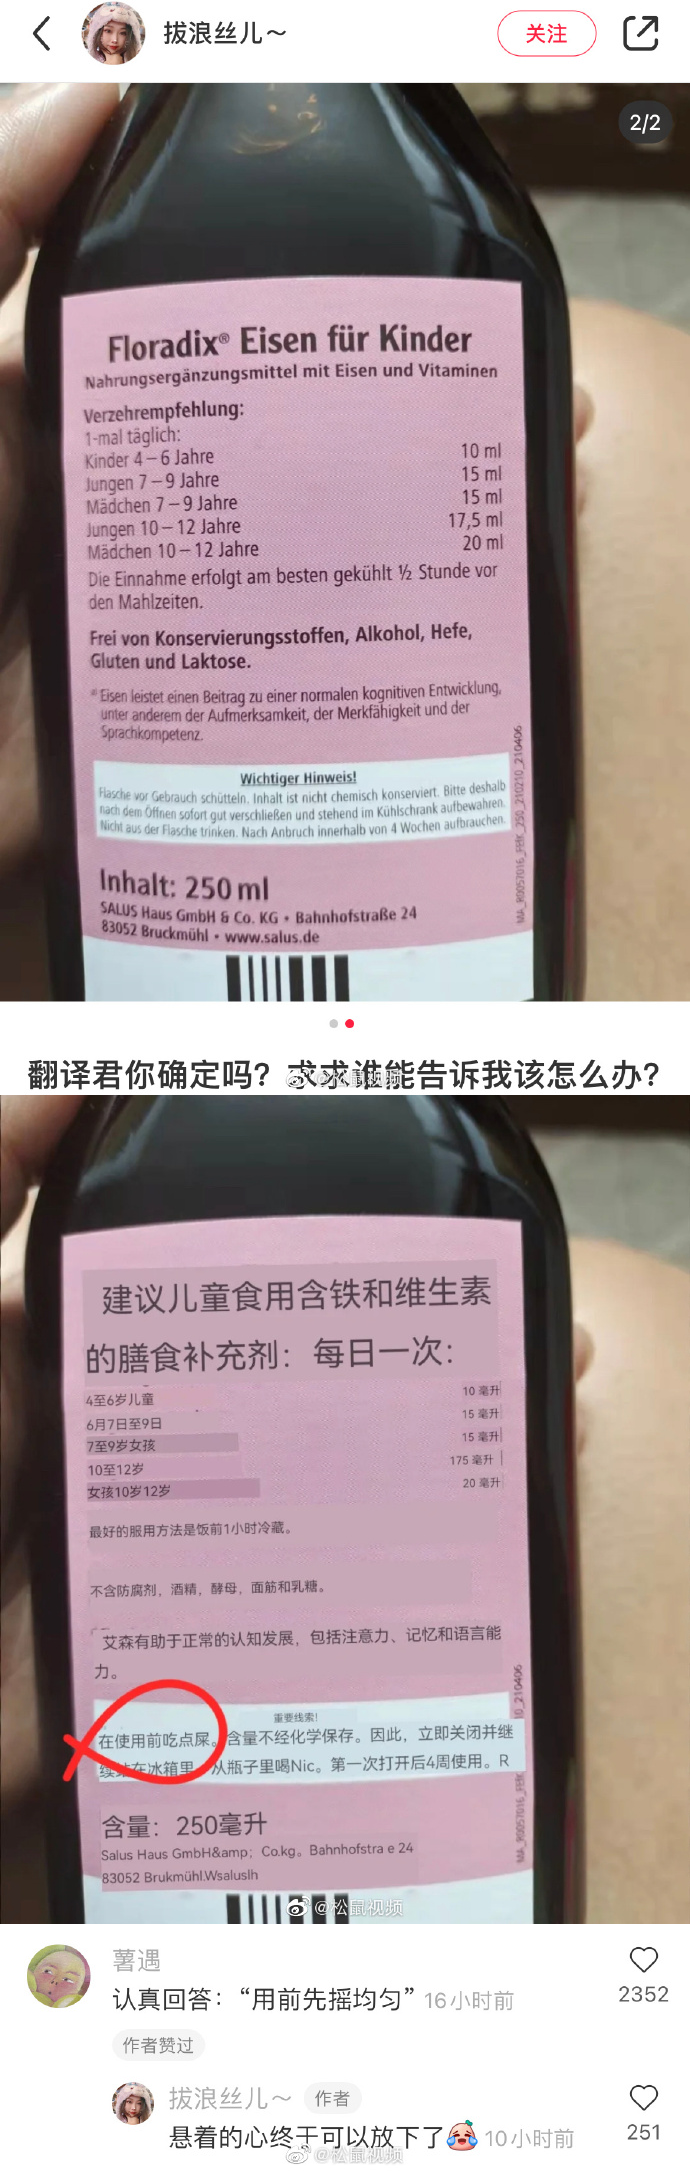 拔浪丝儿～
关注
2/2
Floradix® Eisen für Kinder
Nahrungsergänzungsmittel mit Eisen und Vitaminen
Verzehrempfehlung:
1-mal täglich:
Kinder 4 – 6 Jahre 10 ml
Jungen 7 – 9 Jahre 15 ml
Mädchen 7 – 9 Jahre 15 ml
Jungen 10 – 12 Jahre 17,5 ml
Mädchen 10 – 12 Jahre 20 ml
Die Einnahme erfolgt am besten gekühlt ½ Stunde vor
den Mahlzeiten.
Frei von Konservierungsstoffen, Alkohol, Hefe,
Gluten und Laktose.
Eisen leistet einen Beitrag zu einer normalen kognitiven Entwicklung,
unter anderem der Aufmerksamkeit, der Merkfähigkeit und der
Sprachkompetenz.
Wichtiger Hinweis!
Flasche vor Gebrauch schütteln. Inhalt ist nicht chemisch konserviert. Bitte deshalb
nach dem Öffnen sofort gut verschließen und stehend im Kühlschrank aufbewahren.
Nicht aus der Flasche trinken. Nach Anbruch innerhalb von 4 Wochen aufbrauchen.
MA_R0057016_FEfK_250_210210_210406
Inhalt: 250 ml
SALUS Haus GmbH & Co. KG • Bahnhofstraße 24
83052 Bruckmühl • www.salus.de
翻译君你确定吗？求求谁能告诉我该怎么办？
@松鼠视频
建议儿童食用含铁和维生素
的膳食补充剂：每日一次：
4至6岁儿童 10 毫升
6月7日至9日 15 毫升
7至9岁女孩 15 毫升
10至12岁 175 毫升
女孩10岁12岁 20 毫升
最好的服用方法是饭前1小时冷藏。
不含防腐剂，酒精，酵母，面筋和乳糖。
艾森有助于正常的认知发展，包括注意力、记忆和语言能
力。
重要线索！
在使用前吃点屎。含量不经化学保存。因此，立即关闭并继
续站在冰箱里。从瓶子里喝Nic。第一次打开后4周使用。R
含量：250毫升
Salus Haus GmbH&amp; Co.kg。Bahnhofstra e 24
83052 Brukmühl.Wsaluslh
@松鼠视频
薯遇
认真回答：“用前先摇均匀” 16小时前
2352
作者赞过
拔浪丝儿～ 作者
悬着的心终于可以放下了 10小时前
251
@松鼠视频